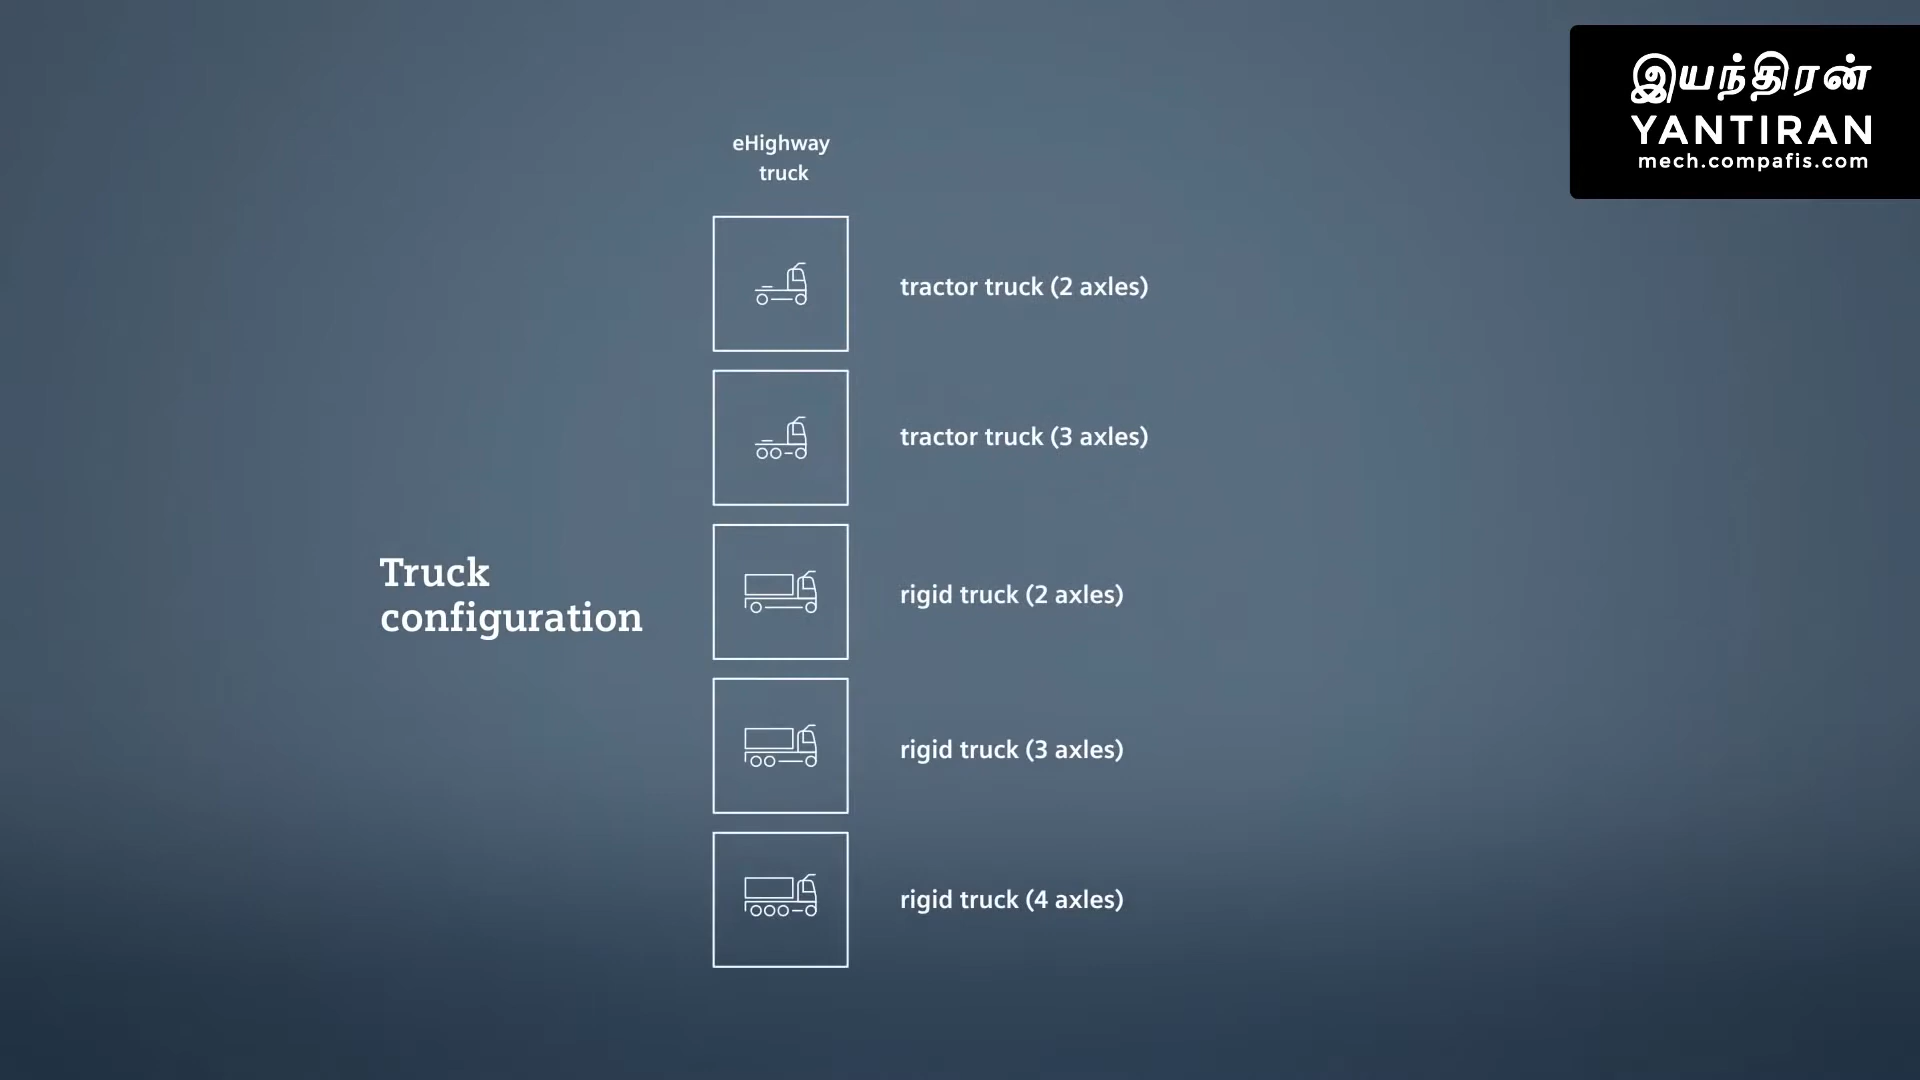 இயந்திரன்
YANTIRAN
mech.compafis.com
eHighway
truck
tractor truck (2 axles)
tractor truck (3 axles)
Truck
configuration
rigid truck (2 axles)
rigid truck (3 axles)
rigid truck (4 axles)